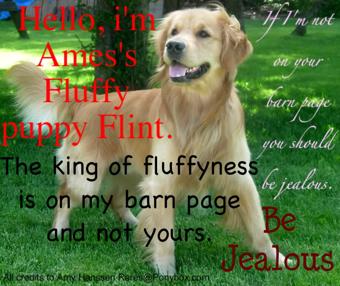 Hello, i'm
Ames's
Fluffy
puppy Flint.
If I'm not
on your
barn page
you should
be jealous.
The king of fluffyness
is on my barn page
and not yours.
Be
Jealous
All credits to Amy Hanssen Rares@Ponybox.com